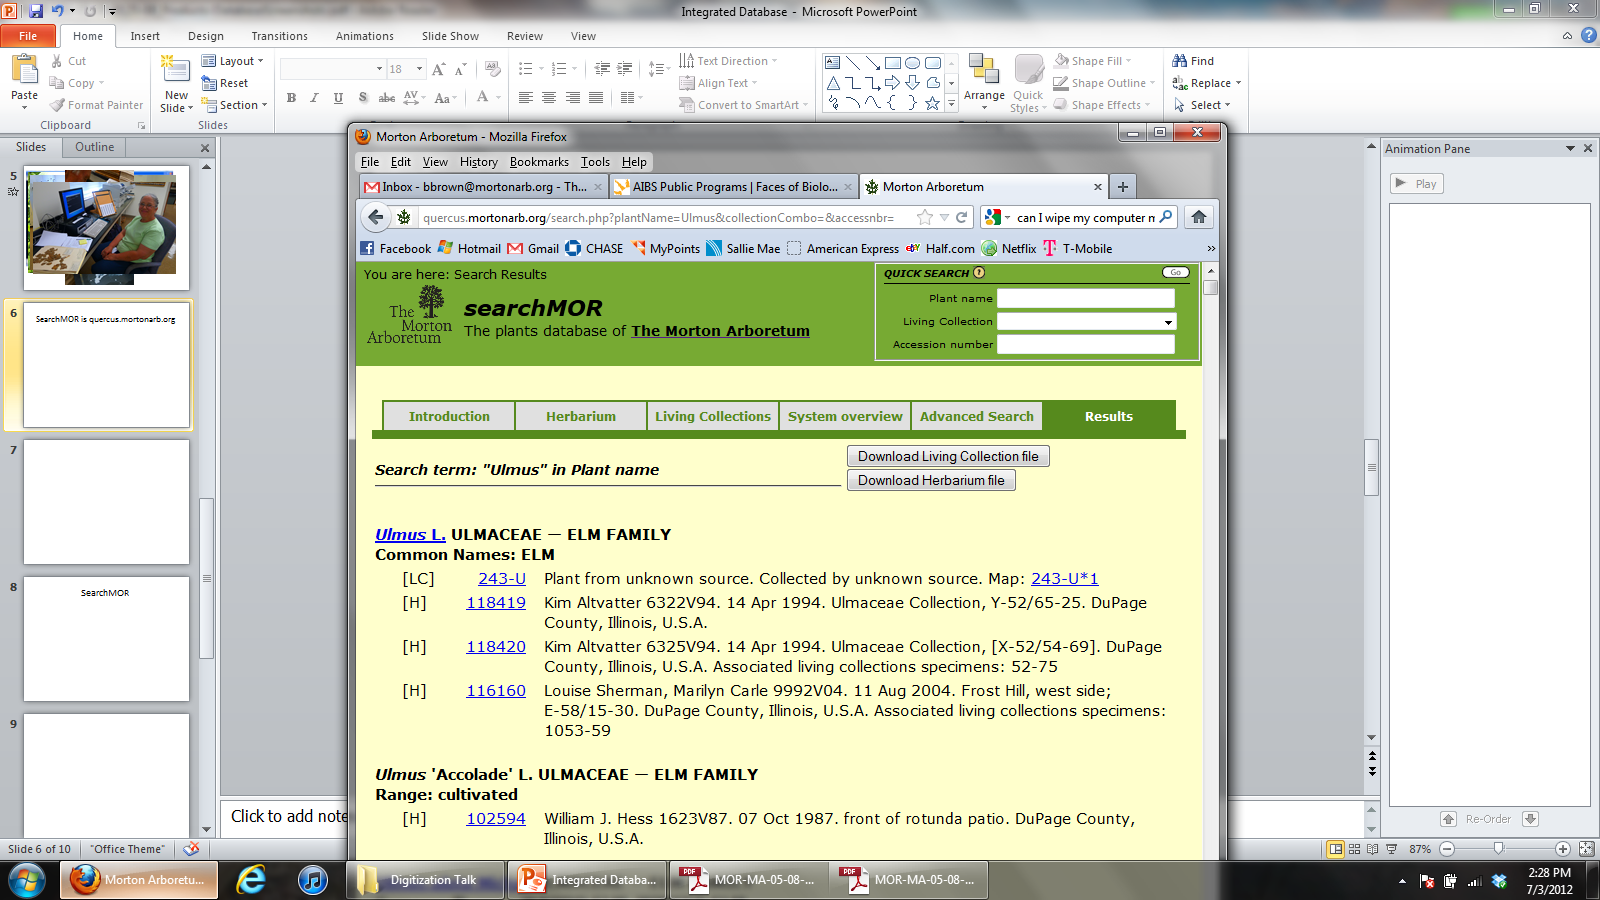 Integrated Database - Microsoft PowerPoint
File Home Insert Design Transitions Animations Slide Show Review View
Paste
Cut
Copy
Format Painter
Clipboard
New Slide
Layout
Reset
Section
Slides
18
B I U S abc AV Aa A
Text Direction
Align Text
Convert to SmartArt
Arrange
Quick Styles
Shape Fill
Shape Outline
Shape Effects
Find
Replace
Select
Slides Outline
5
6
SearchMOR is quercus.mortonarb.org
7
8
SearchMOR
9
Morton Arboretum - Mozilla Firefox
File Edit View History Bookmarks Tools Help
Inbox - bbrown@mortonarb.org - Th... AIBS Public Programs | Faces of Biolo... Morton Arboretum
quercus.mortonarb.org/search.php?plantName=Ulmus&collectionCombo=&accessnbr= can I wipe my computer
Facebook Hotmail Gmail CHASE MyPoints Sallie Mae American Express Half.com Netflix T-Mobile »
You are here: Search Results
The Morton Arboretum
searchMOR
The plants database of The Morton Arboretum
QUICK SEARCH ? Go
Plant name
Living Collection
Accession number
Introduction Herbarium Living Collections System overview Advanced Search Results
Search term: "Ulmus" in Plant name
Download Living Collection file
Download Herbarium file
Ulmus L. ULMACEAE — ELM FAMILY
Common Names: ELM
[LC] 243-U Plant from unknown source. Collected by unknown source. Map: 243-U*1
[H] 118419 Kim Altvatter 6322V94. 14 Apr 1994. Ulmaceae Collection, Y-52/65-25. DuPage
County, Illinois, U.S.A.
[H] 118420 Kim Altvatter 6325V94. 14 Apr 1994. Ulmaceae Collection, [X-52/54-69]. DuPage
County, Illinois, U.S.A. Associated living collections specimens: 52-75
[H] 116160 Louise Sherman, Marilyn Carle 9992V04. 11 Aug 2004. Frost Hill, west side;
E-58/15-30. DuPage County, Illinois, U.S.A. Associated living collections specimens:
1053-59
Ulmus 'Accolade' L. ULMACEAE — ELM FAMILY
Range: cultivated
[H] 102594 William J. Hess 1623V87. 07 Oct 1987. front of rotunda patio. DuPage County,
Illinois, U.S.A.
Animation Pane
Play
Re-Order
Click to add note
Slide 6 of 10 "Office Theme" 87%
Morton Arboretu... Digitization Talk Integrated Databa... MOR-MA-05-08-... MOR-MA-05-08-...
2:28 PM
7/3/2012